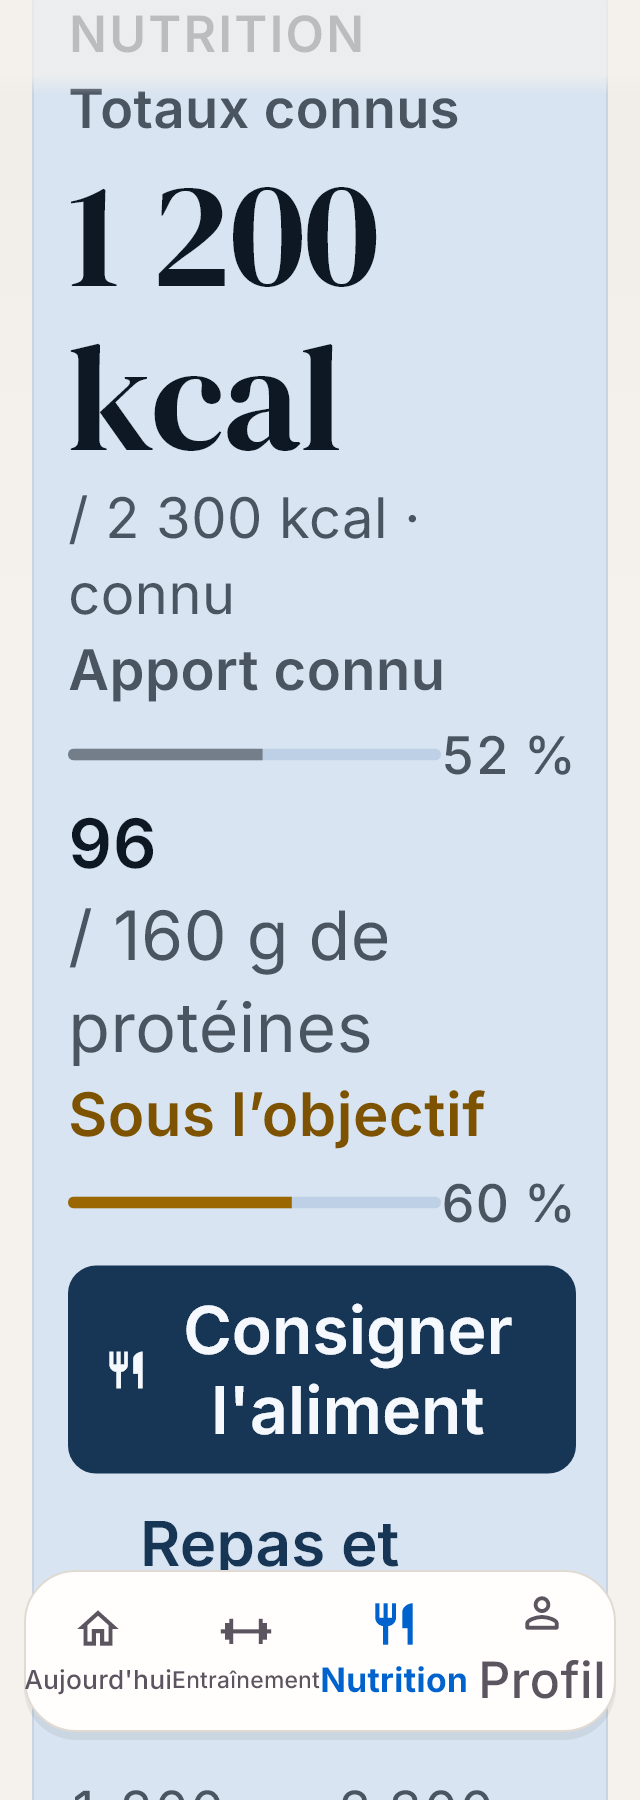 NUTRITION
Totaux connus
1 200
kcal
/ 2 300 kcal ·
connu
Apport connu
52 %
96
/ 160 g de
protéines
Sous l’objectif
60 %
Consigner
l'aliment
Repas et
Aujourd'hui
Entraînement
Nutrition
Profil